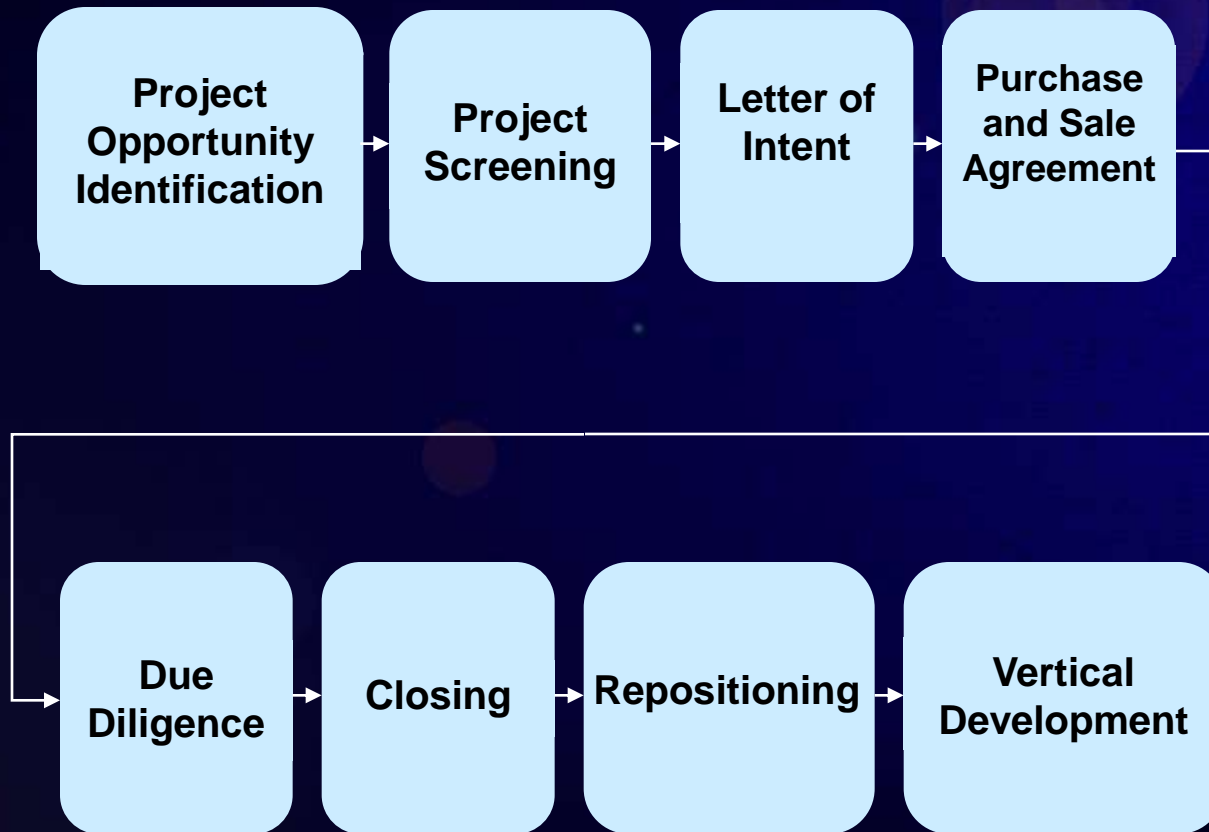 Project
Opportunity
Identification
Project
Screening
Letter of
Intent
Purchase
and Sale
Agreement
Due
Diligence
Closing
Repositioning
Vertical
Development